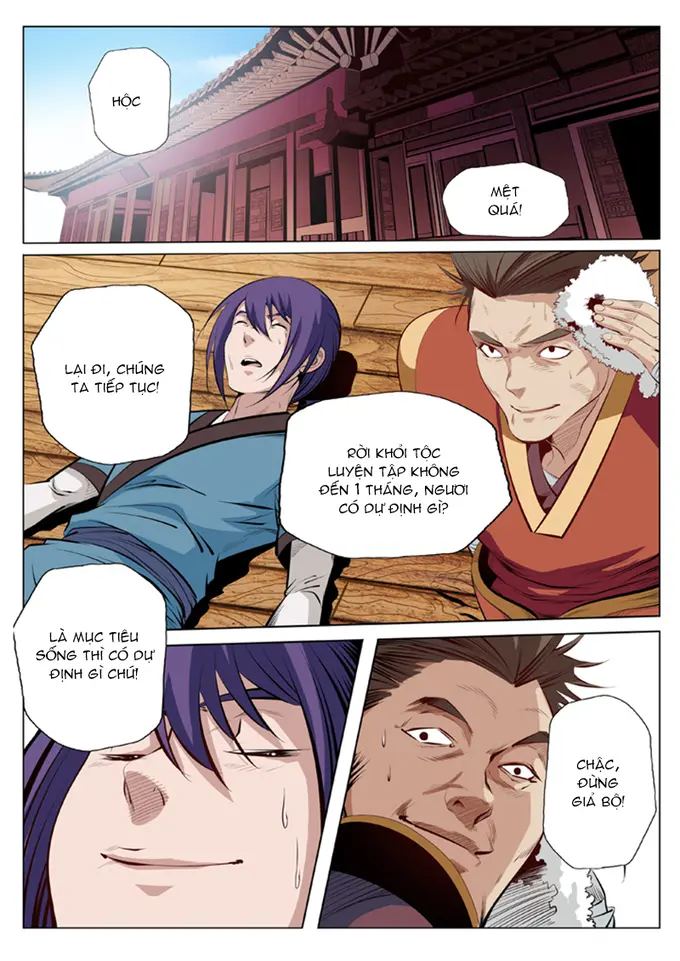 HỘC
MỆT
QUÁ!
LẠI ĐI, CHÚNG
TA TIẾP TỤC!
RỜI KHỎI TỘC
LUYỆN TẬP KHÔNG
ĐẾN 1 THÁNG, NGƯƠI
CÓ DỰ ĐỊNH GÌ?
LÀ MỤC TIÊU
SỐNG THÌ CÓ DỰ
ĐỊNH GÌ CHỨ!
CHẬC,
ĐỪNG
GIẢ BỘ!